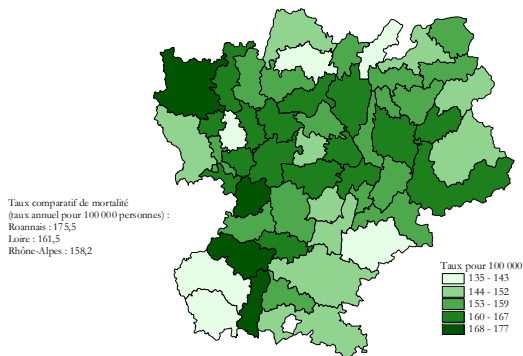 Taux comparatif de mortalité
(taux annuel pour 100 000 personnes) :
Roannais : 175,5
Loire : 161,5
Rhône-Alpes : 158,2
Taux pour 100 000
135 - 143
144 - 152
153 - 159
160 - 167
168 - 177